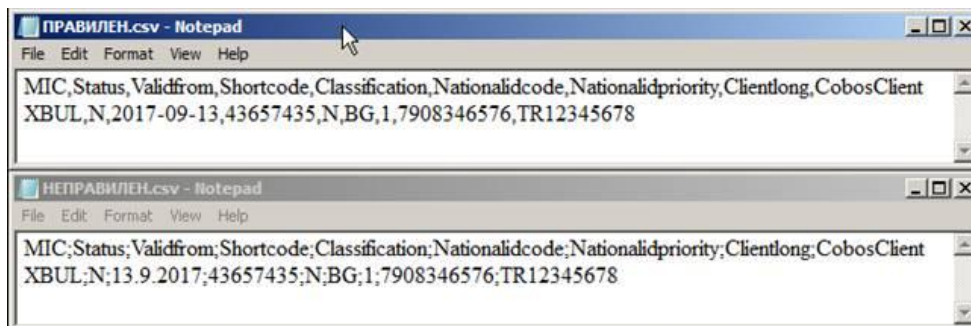 ПРАВИЛЕН.csv - Notepad
File Edit Format View Help
MIC,Status,Validfrom,Shortcode,Classification,Nationalidcode,Nationalidpriority,Clientlong,CobosClient
XBUL,N,2017-09-13,43657435,N,BG,1,7908346576,TR12345678
НЕПРАВИЛЕН.csv - Notepad
File Edit Format View Help
MIC;Status;Validfrom;Shortcode;Classification;Nationalidcode;Nationalidpriority;Clientlong;CobosClient
XBUL;N;13.9.2017;43657435;N;BG;1;7908346576;TR12345678